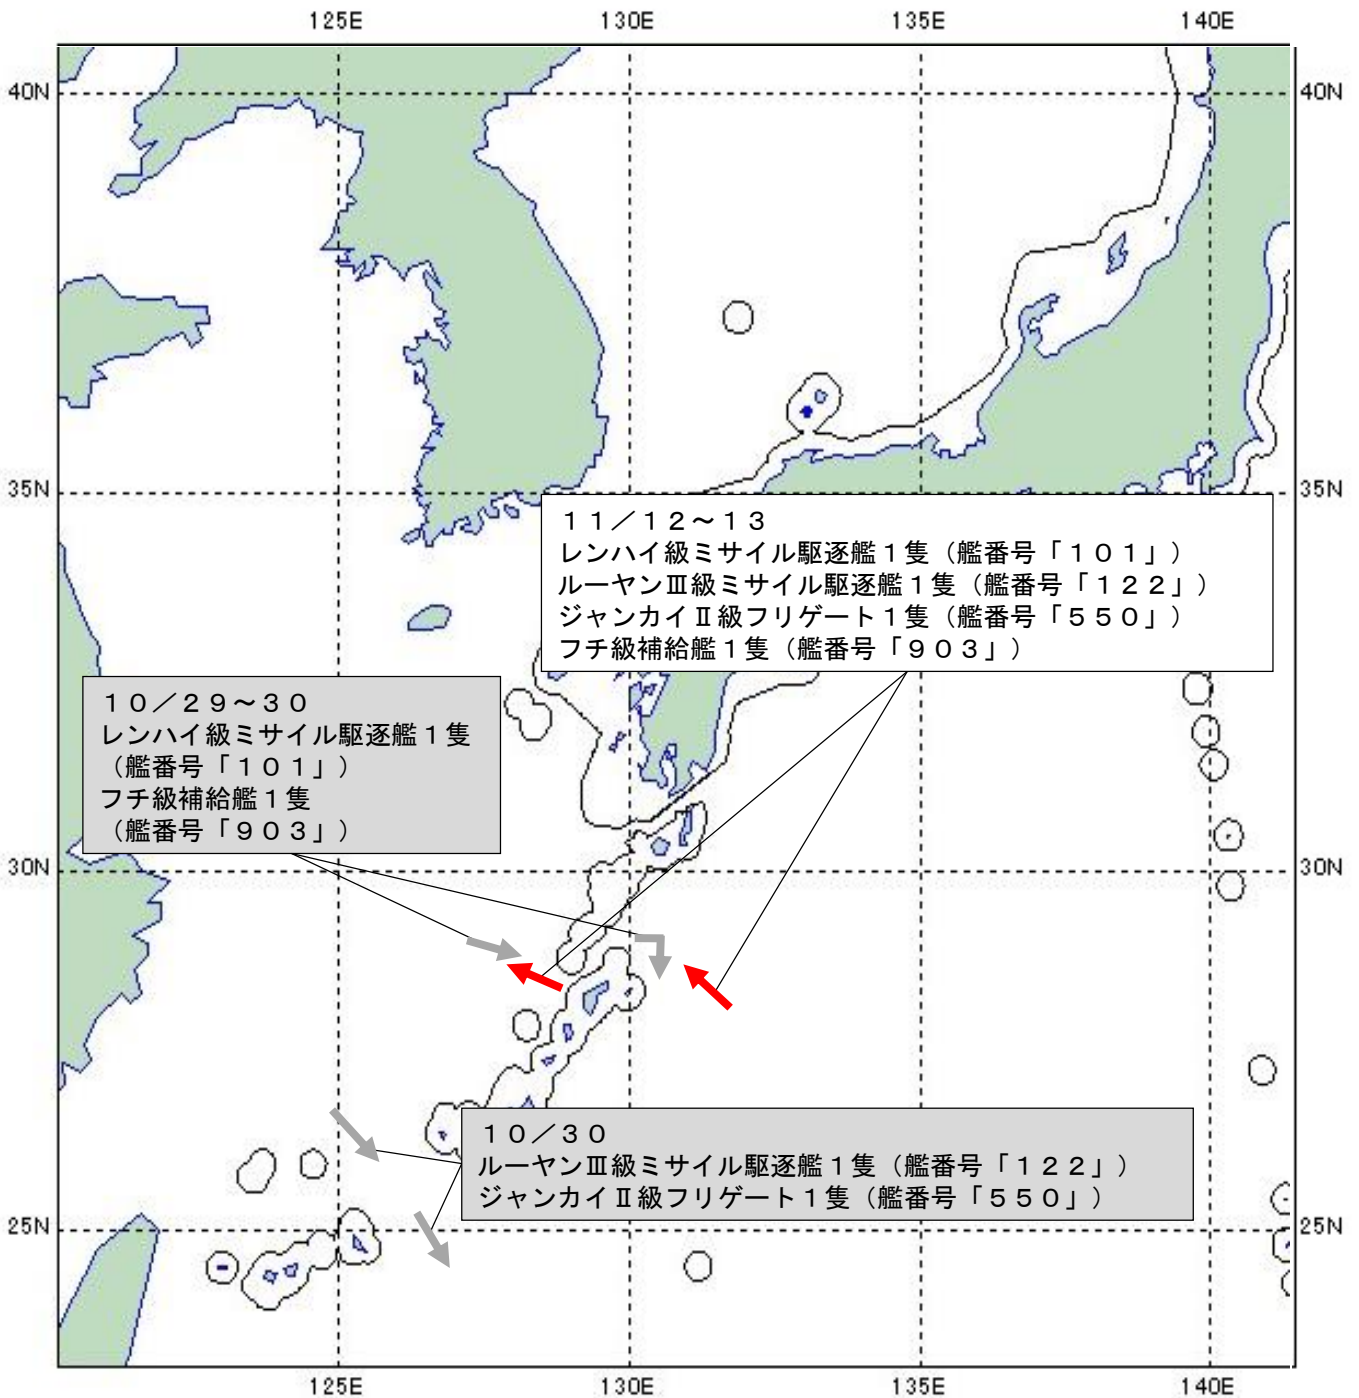 125E 130E 135E 140E
40N 40N
35N 35N
11/12～13
レンハイ級ミサイル駆逐艦1隻（艦番号「101」）
ルーヤンⅢ級ミサイル駆逐艦1隻（艦番号「122」）
ジャンカイⅡ級フリゲート1隻（艦番号「550」）
フチ級補給艦1隻（艦番号「903」）
10/29～30
レンハイ級ミサイル駆逐艦1隻
（艦番号「101」）
フチ級補給艦1隻
（艦番号「903」）
30N 30N
10/30
ルーヤンⅢ級ミサイル駆逐艦1隻（艦番号「122」）
ジャンカイⅡ級フリゲート1隻（艦番号「550」）
25N 25N
125E 130E 135E 140E